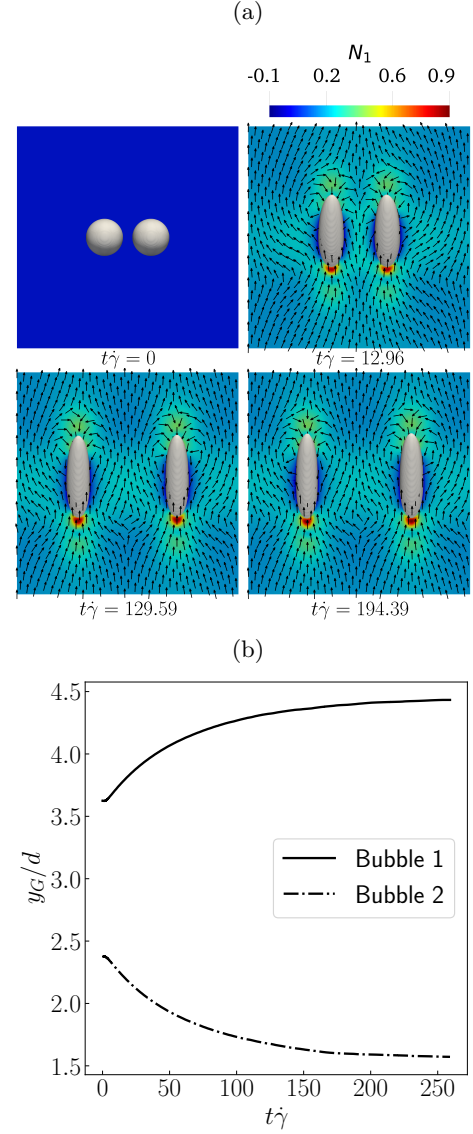 (a)
N₁
-0.1 0.2 0.6 0.9
tγ̇ = 0 tγ̇ = 12.96
tγ̇ = 129.59 tγ̇ = 194.39
(b)
4.5
4.0
3.5
3.0
2.5
2.0
1.5
y_G/d
Bubble 1
Bubble 2
0 50 100 150 200 250
tγ̇